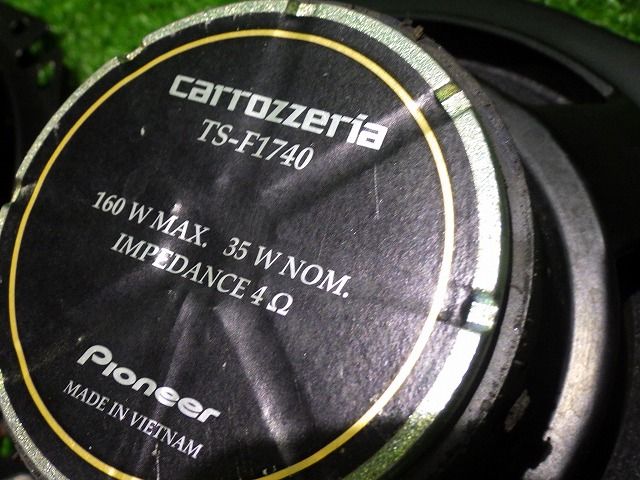 carrozzeria
TS-F1740
160 W MAX. 35 W NOM.
IMPEDANCE 4 Ω
Pioneer
MADE IN VIETNAM